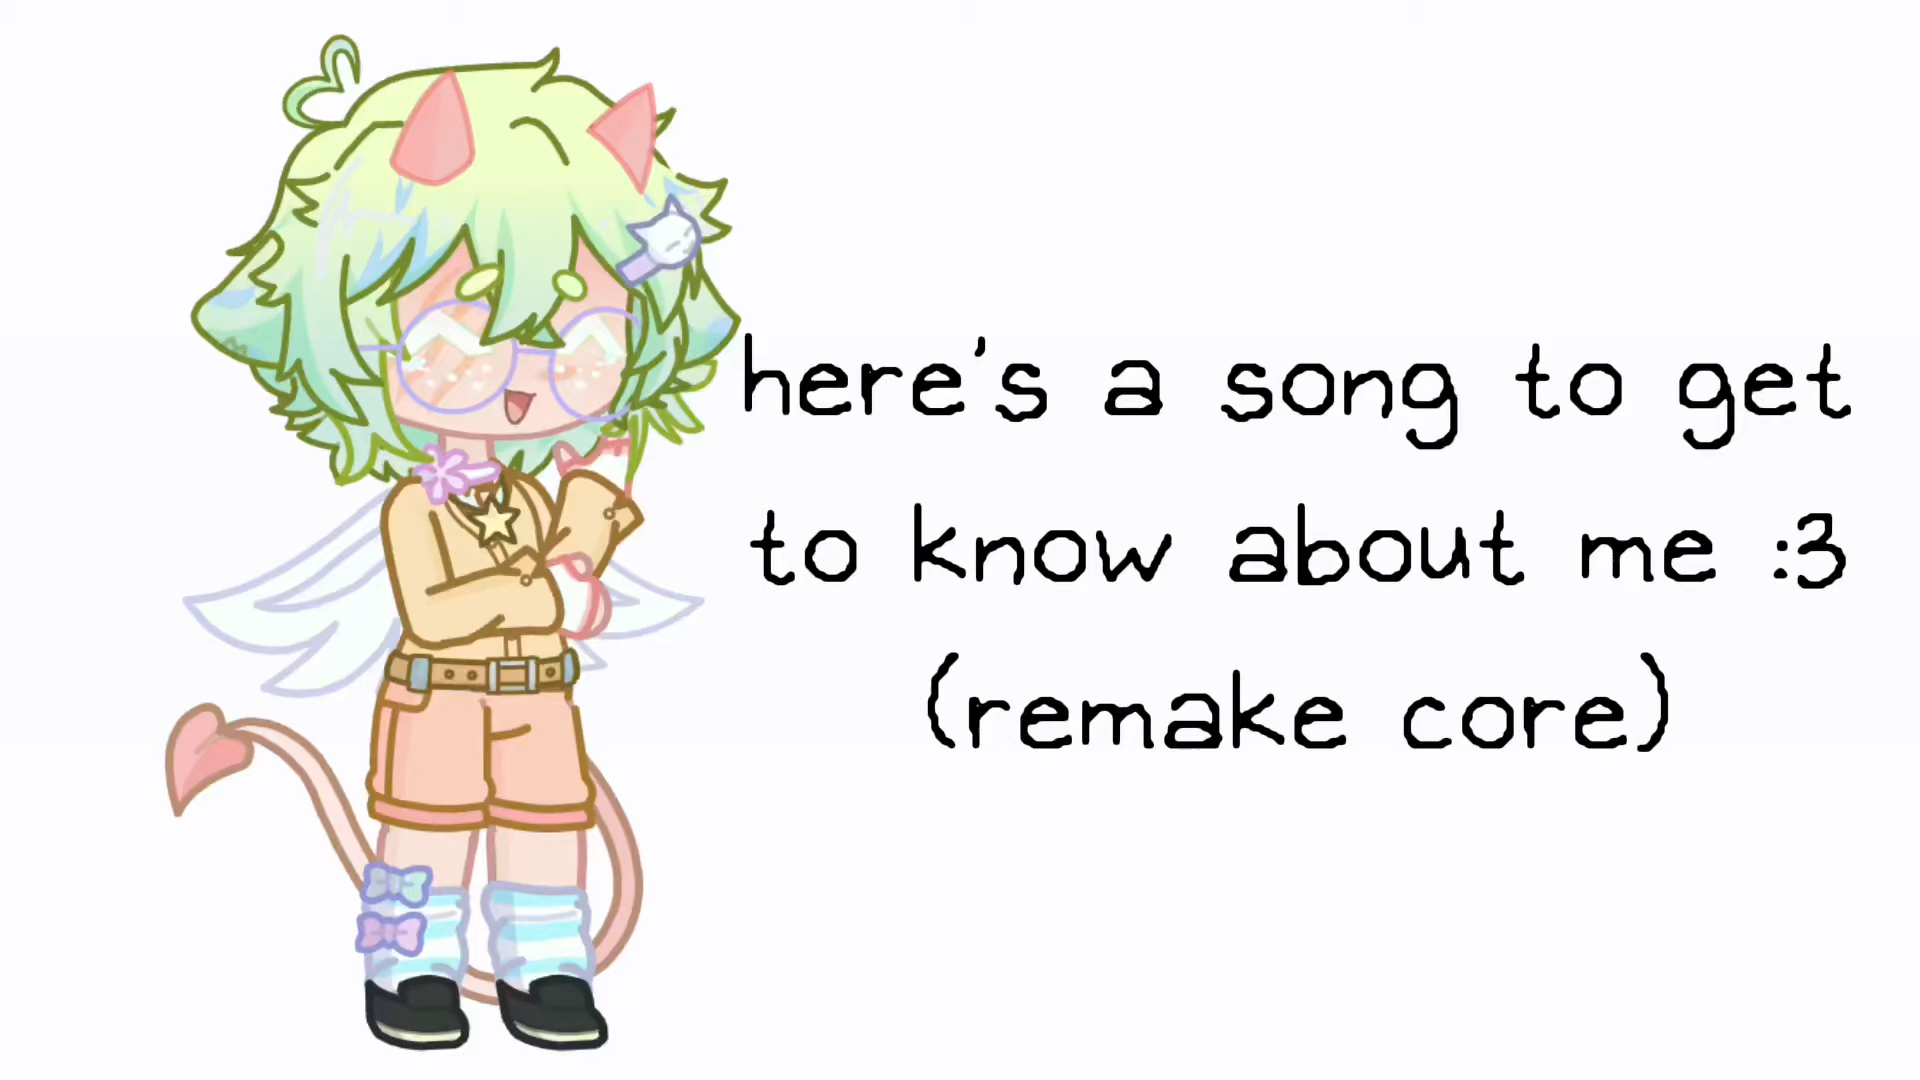 here's a song to get
to know about me :3
(remake core)